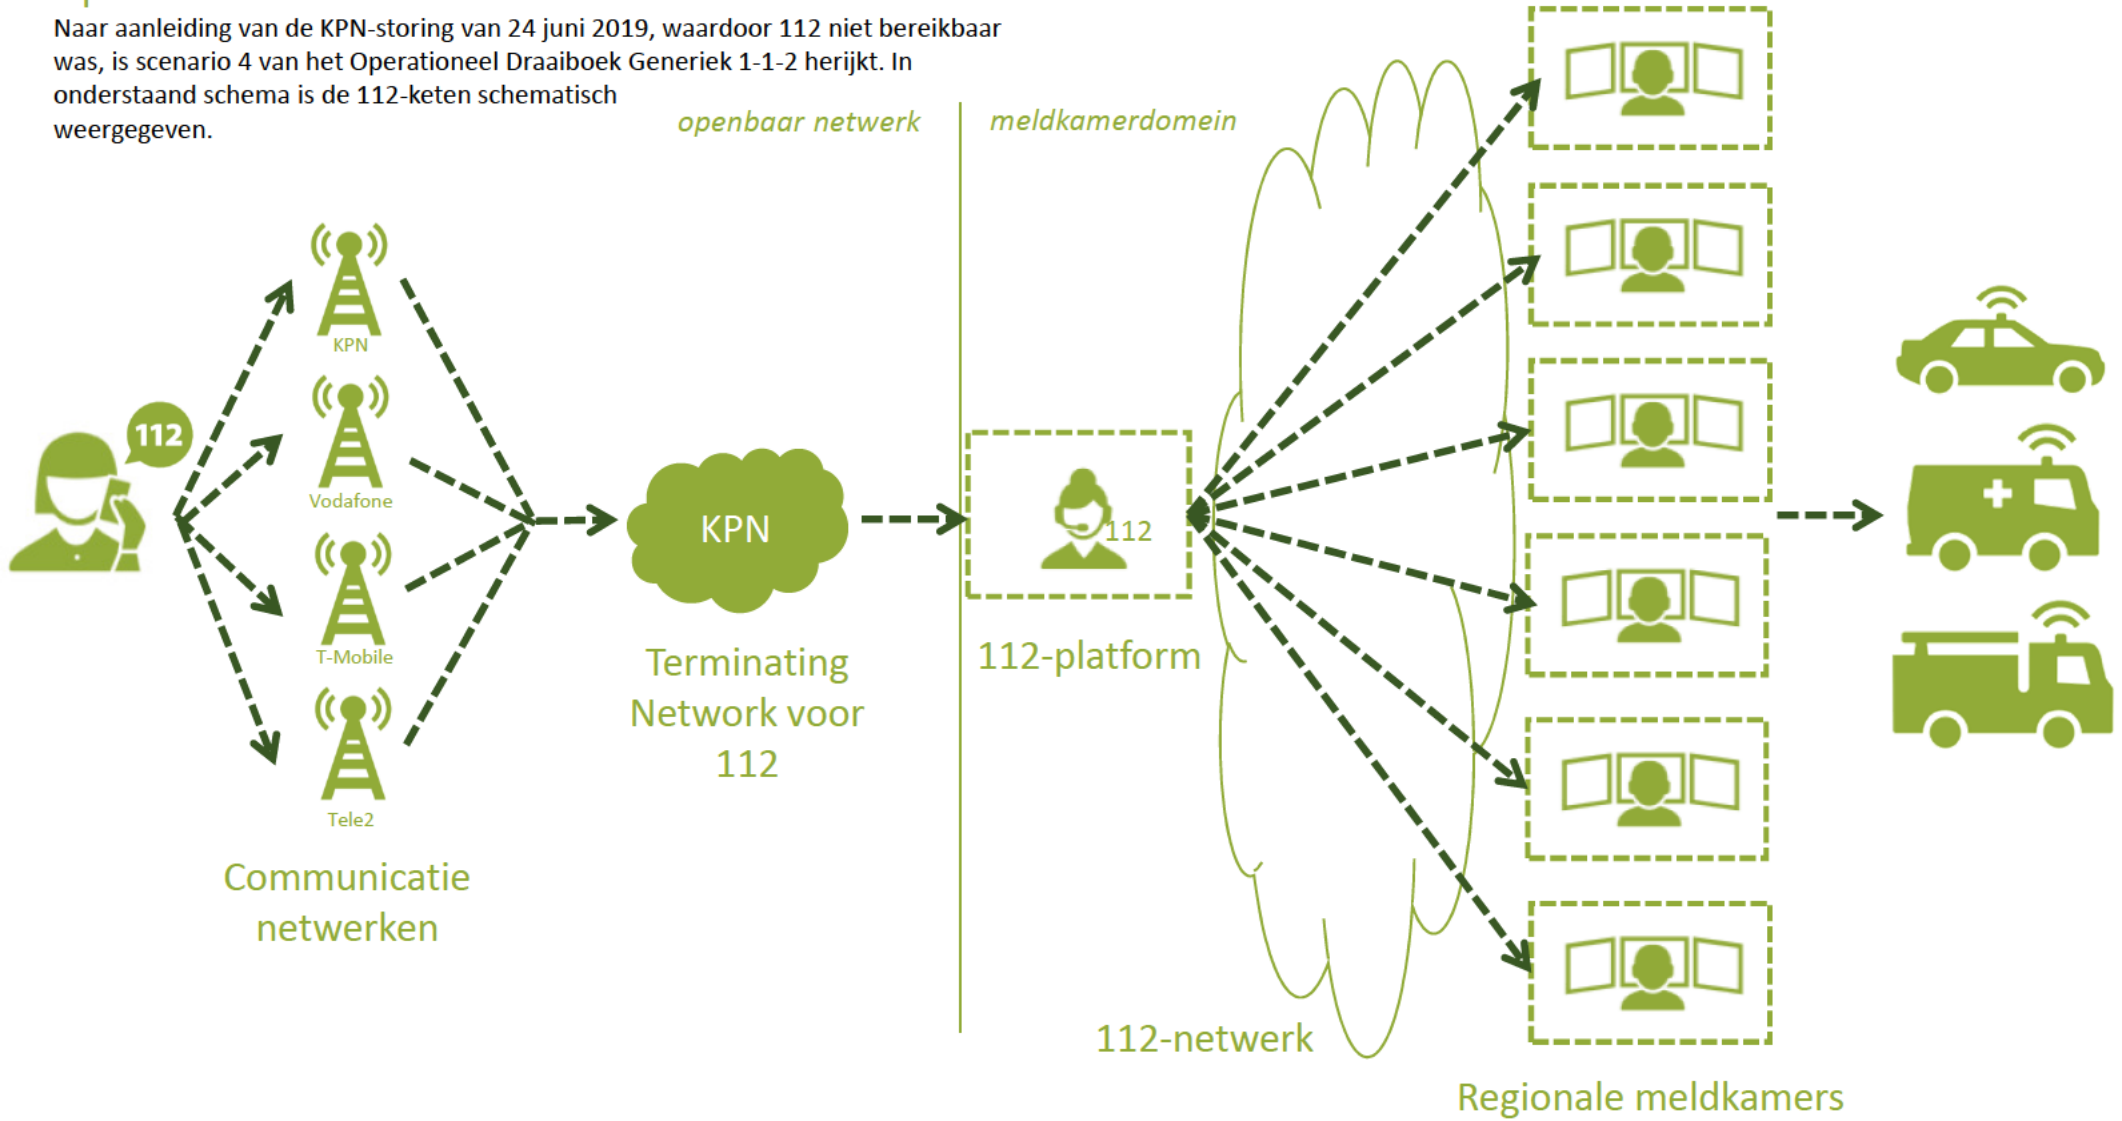 Naar aanleiding van de KPN-storing van 24 juni 2019, waardoor 112 niet bereikbaar
was, is scenario 4 van het Operationeel Draaiboek Generiek 1-1-2 herijkt. In
onderstaand schema is de 112-keten schematisch
weergegeven.
openbaar netwerk
meldkamerdomein
112
KPN
Vodafone
T-Mobile
Tele2
Communicatie
netwerken
KPN
Terminating
Network voor
112
112
112-platform
112-netwerk
Regionale meldkamers